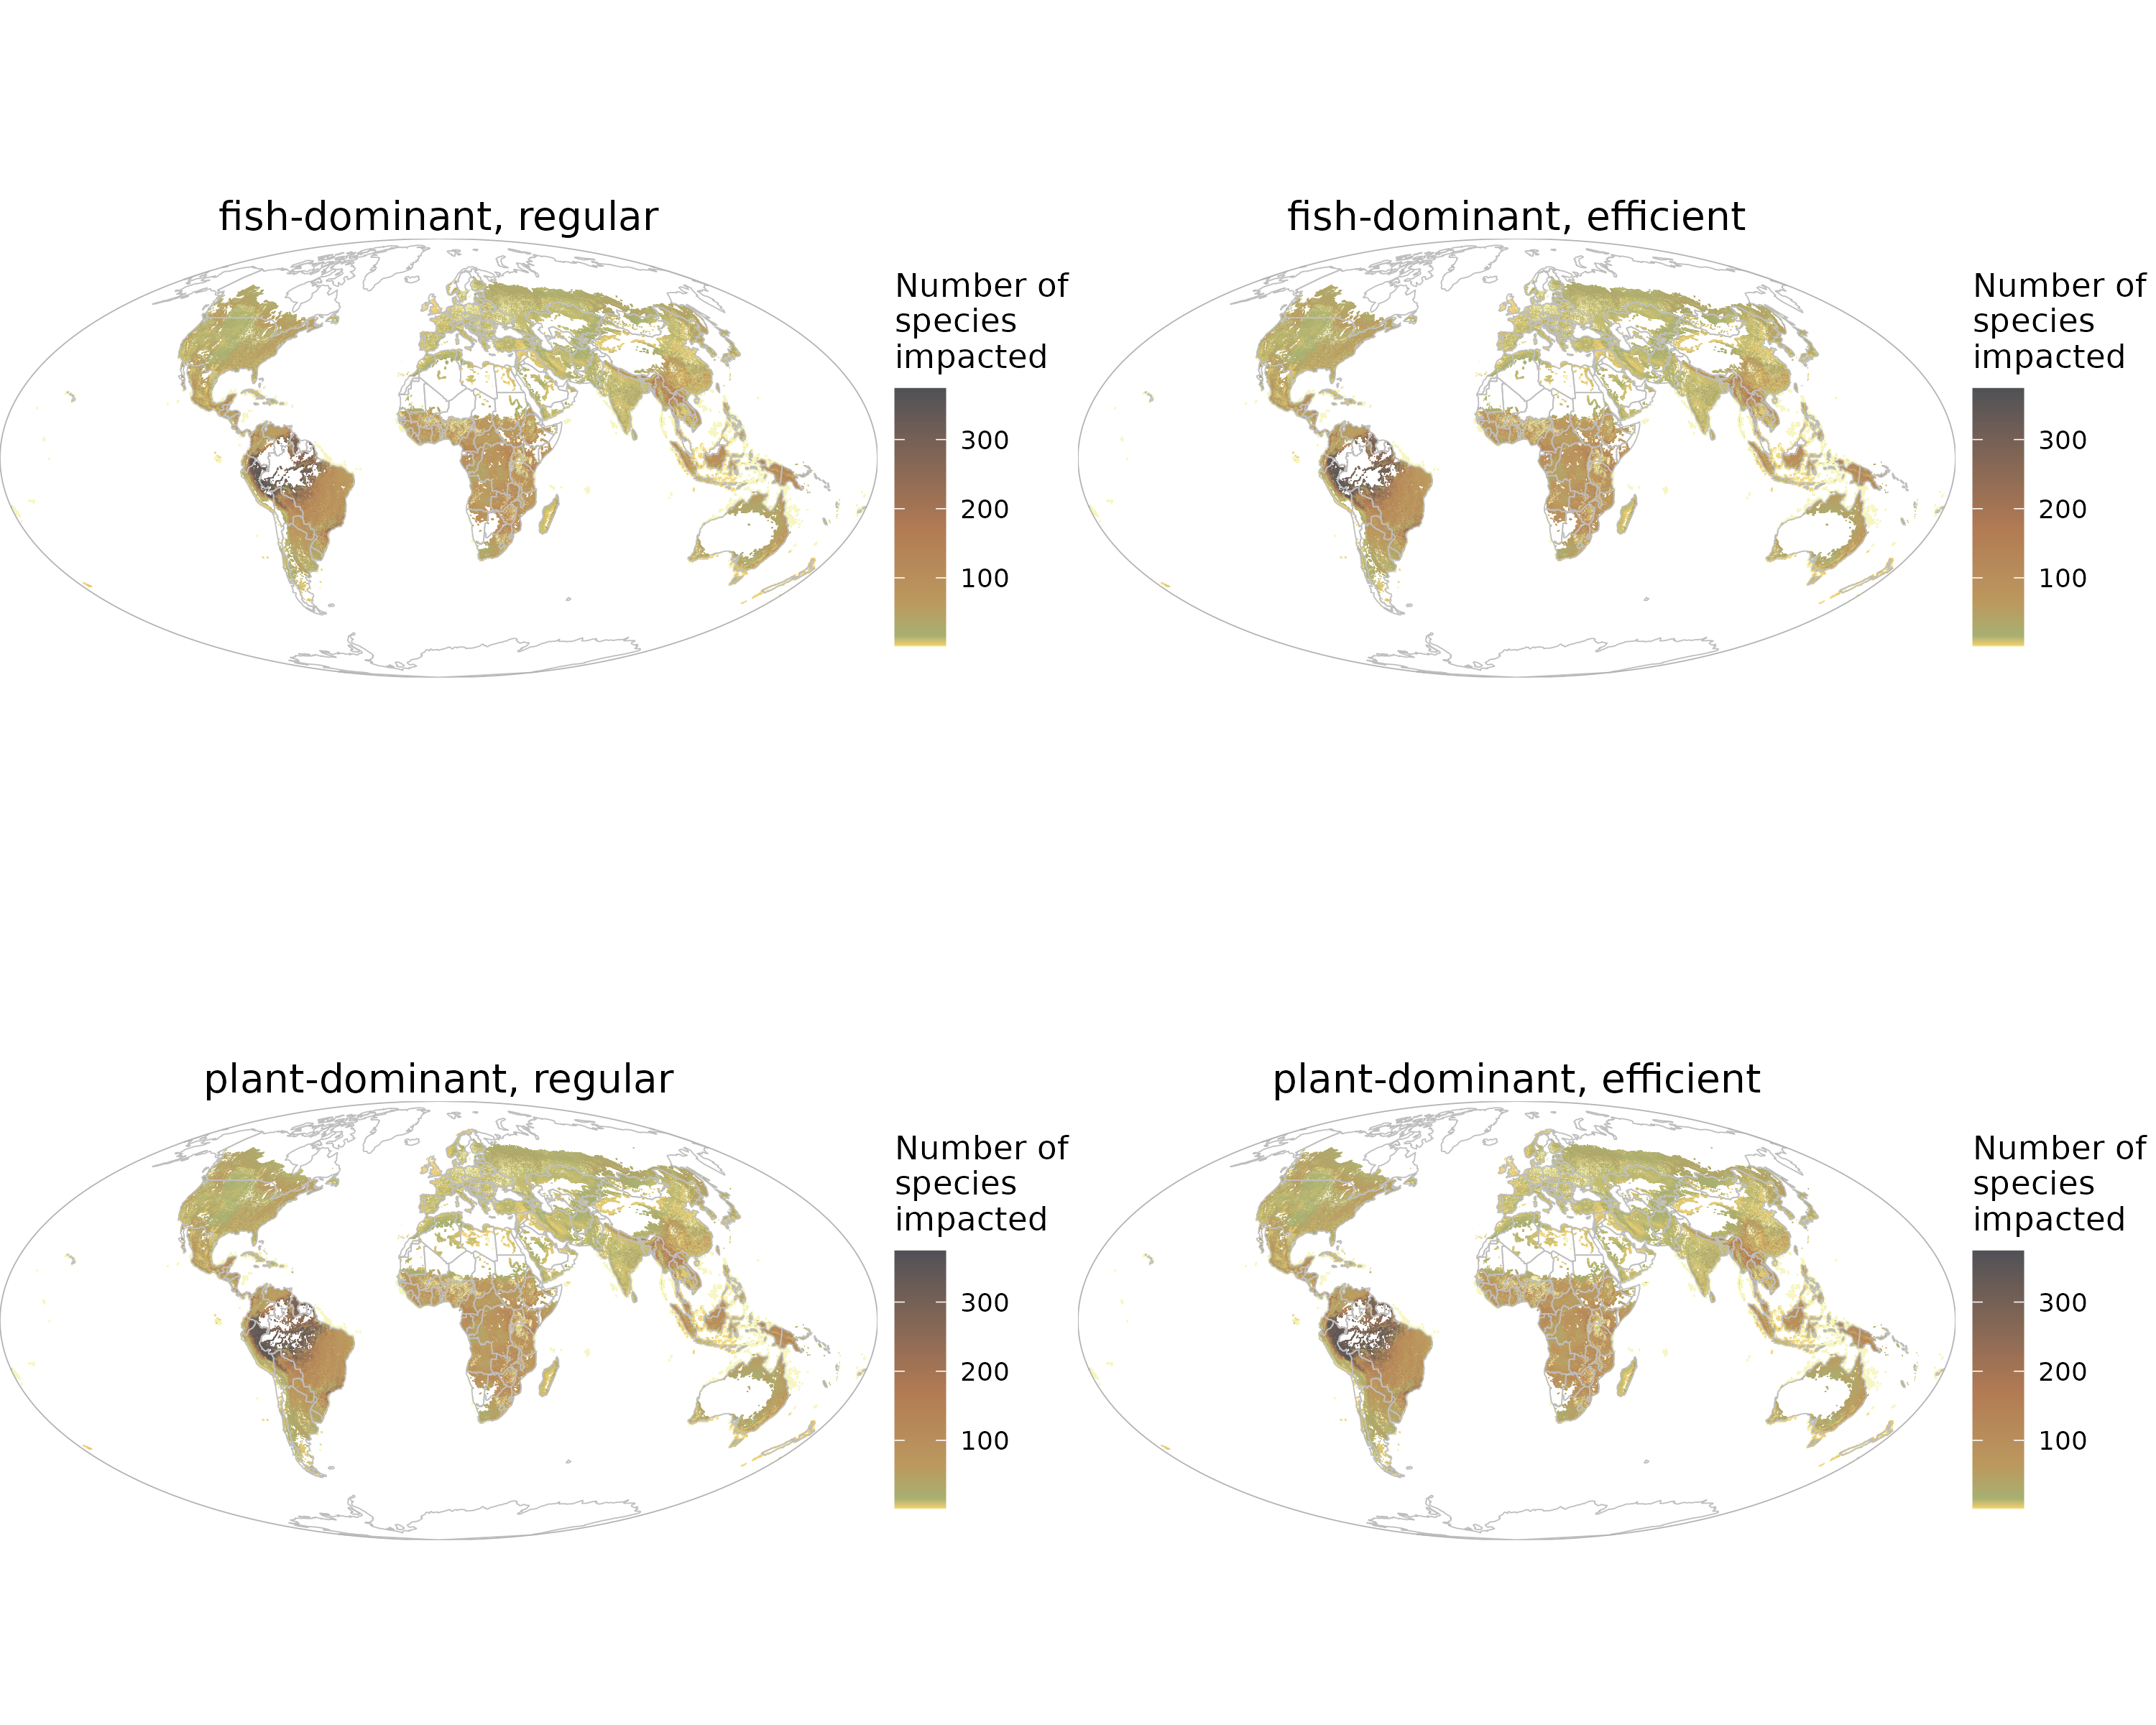 fish-dominant, regular
Number of
species
impacted
300
200
100
fish-dominant, efficient
Number of
species
impacted
300
200
100
plant-dominant, regular
Number of
species
impacted
300
200
100
plant-dominant, efficient
Number of
species
impacted
300
200
100